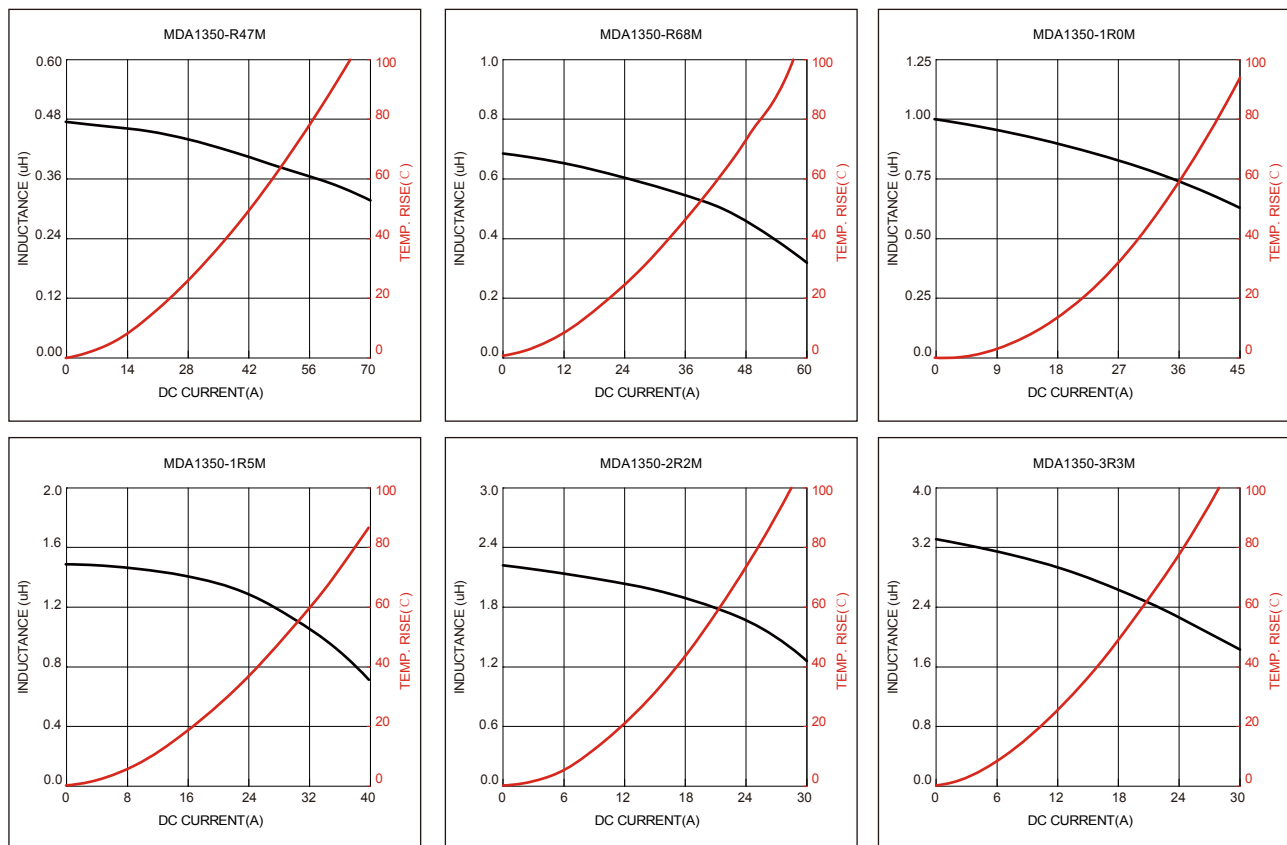 MDA1350-R47M
INDUCTANCE (uH)
0.60
0.48
0.36
0.24
0.12
0.00
0 14 28 42 56 70
DC CURRENT(A)
100
80
60
40
20
0
TEMP. RISE(C)
MDA1350-R68M
INDUCTANCE (uH)
1.0
0.8
0.6
0.4
0.2
0.0
0 12 24 36 48 60
DC CURRENT(A)
100
80
60
40
20
0
TEMP. RISE(C)
MDA1350-1R0M
INDUCTANCE (uH)
1.25
1.00
0.75
0.50
0.25
0.00
0 9 18 27 36 45
DC CURRENT(A)
100
80
60
40
20
0
TEMP. RISE(C)
MDA1350-1R5M
INDUCTANCE (uH)
2.0
1.6
1.2
0.8
0.4
0.0
0 8 16 24 32 40
DC CURRENT(A)
100
80
60
40
20
0
TEMP. RISE(C)
MDA1350-2R2M
INDUCTANCE (uH)
3.0
2.4
1.8
1.2
0.6
0.0
0 6 12 18 24 30
DC CURRENT(A)
100
80
60
40
20
0
TEMP. RISE(C)
MDA1350-3R3M
INDUCTANCE (uH)
4.0
3.2
2.4
1.6
0.8
0.0
0 6 12 18 24 30
DC CURRENT(A)
100
80
60
40
20
0
TEMP. RISE(C)